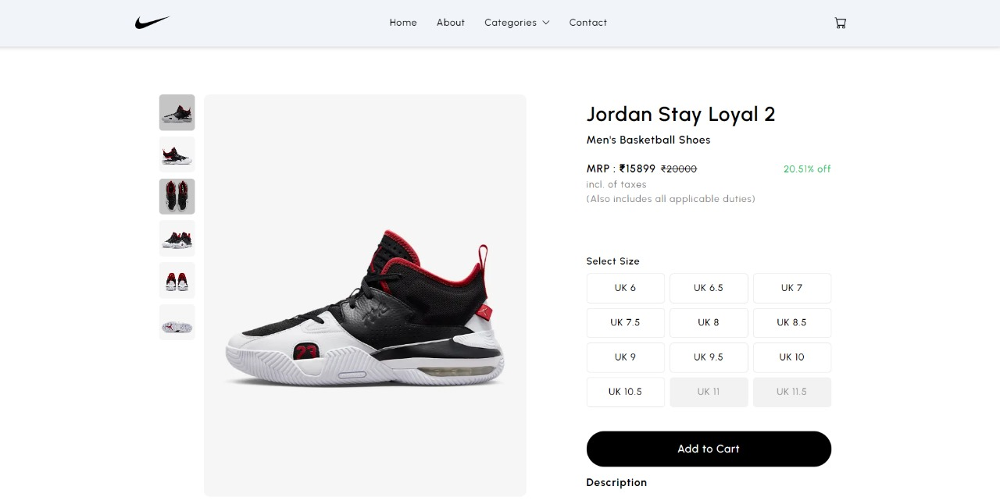 Home About Categories Contact
Jordan Stay Loyal 2
Men's Basketball Shoes
MRP : ₹15899 ₹20000 20.51% off
incl. of taxes
(Also includes all applicable duties)
23
Select Size
UK 6 UK 6.5 UK 7
UK 7.5 UK 8 UK 8.5
UK 9 UK 9.5 UK 10
UK 10.5 UK 11 UK 11.5
Add to Cart
Description